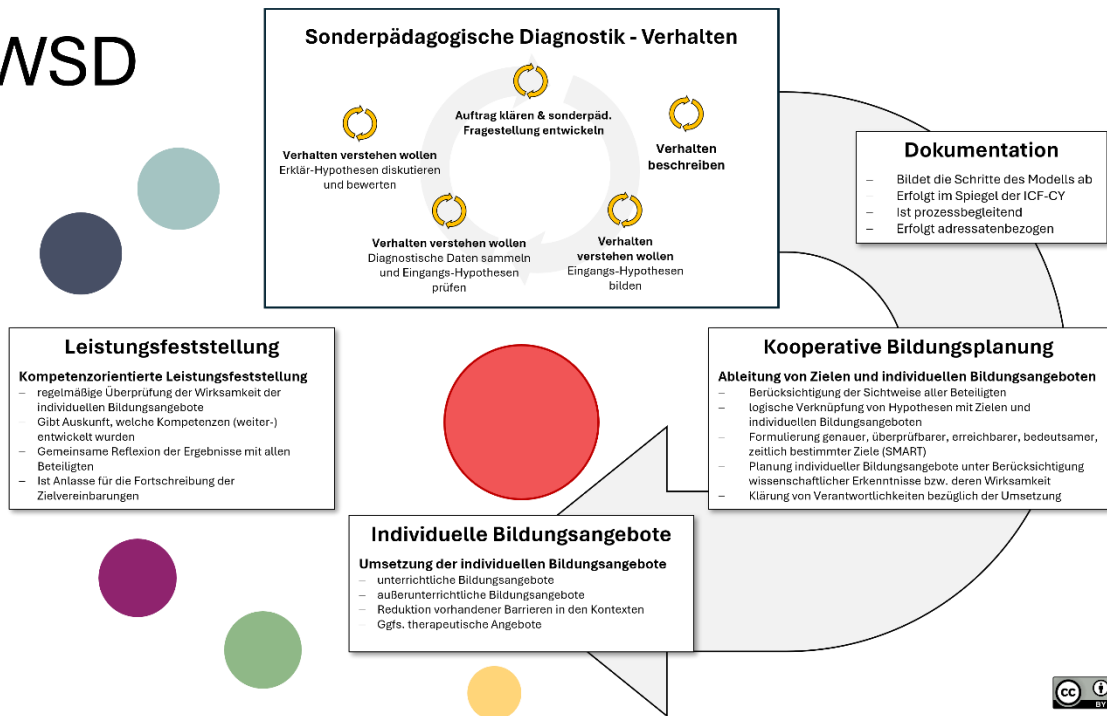 WSD
Sonderpädagogische Diagnostik - Verhalten
Auftrag klären & sonderpäd.
Fragestellung entwickeln
Verhalten
beschreiben
Verhalten
verstehen wollen
Eingangs-Hypothesen
bilden
Verhalten verstehen wollen
Diagnostische Daten sammeln
und Eingangs-Hypothesen
prüfen
Verhalten verstehen wollen
Erklär-Hypothesen diskutieren
und bewerten
Dokumentation
– Bildet die Schritte des Modells ab
– Erfolgt im Spiegel der ICF-CY
– Ist prozessbegleitend
– Erfolgt adressatenbezogen
Kooperative Bildungsplanung
Ableitung von Zielen und individuellen Bildungsangeboten
– Berücksichtigung der Sichtweise aller Beteiligten
– logische Verknüpfung von Hypothesen mit Zielen und
individuellen Bildungsangeboten
– Formulierung genauer, überprüfbarer, erreichbarer, bedeutsamer,
zeitlich bestimmter Ziele (SMART)
– Planung individueller Bildungsangebote unter Berücksichtigung
wissenschaftlicher Erkenntnisse bzw. deren Wirksamkeit
– Klärung von Verantwortlichkeiten bezüglich der Umsetzung
Individuelle Bildungsangebote
Umsetzung der individuellen Bildungsangebote
– unterrichtliche Bildungsangebote
– außerunterrichtliche Bildungsangebote
– Reduktion vorhandener Barrieren in den Kontexten
– Ggfs. therapeutische Angebote
Leistungsfeststellung
Kompetenzorientierte Leistungsfeststellung
– regelmäßige Überprüfung der Wirksamkeit der
individuellen Bildungsangebote
– Gibt Auskunft, welche Kompetenzen (weiter-)
entwickelt wurden
– Gemeinsame Reflexion der Ergebnisse mit allen
Beteiligten
– Ist Anlasse für die Fortschreibung der
Zielvereinbarungen
cc
BY